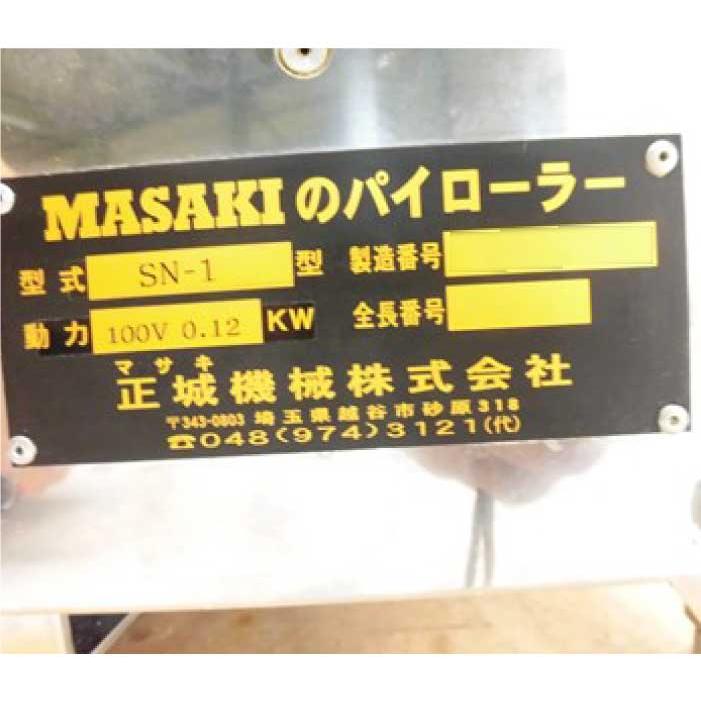 MASAKIのパイローラー
型式 SN-1 型 製造番号
動力 100V 0.12 KW 全長番号
マサキ
正城機械株式会社
〒343-0803 埼玉県越谷市砂原318
☎048(974)3121(代)